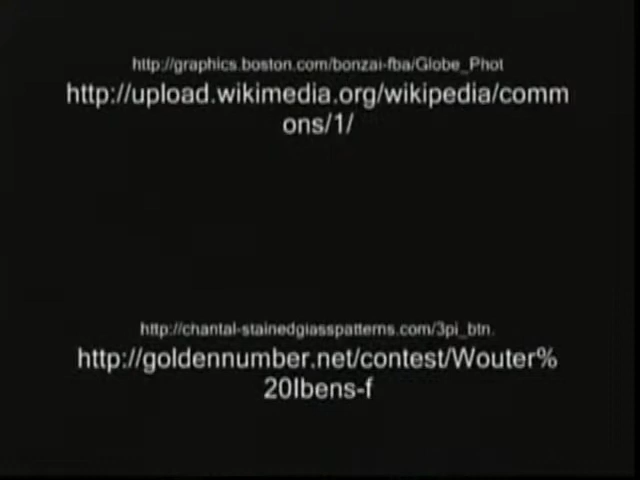 http://graphics.boston.com/bonzai-fba/Globe_Phot
http://upload.wikimedia.org/wikipedia/comm
ons/1/
http://chantal-stainedglasspatterns.com/3pi_btn.
http://goldennumber.net/contest/Wouter%
20Ibens-f